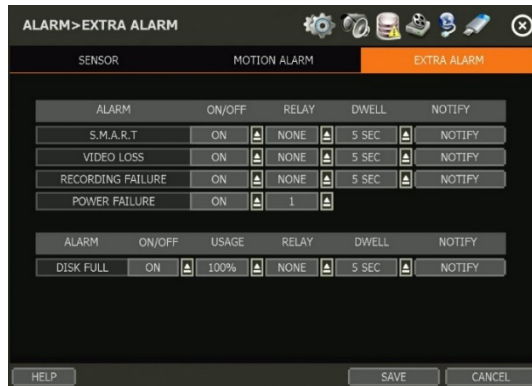 ALARM>EXTRA ALARM
SENSOR MOTION ALARM EXTRA ALARM
ALARM ON/OFF RELAY DWELL NOTIFY
S.M.A.R.T ON NONE 5 SEC NOTIFY
VIDEO LOSS ON NONE 5 SEC NOTIFY
RECORDING FAILURE ON NONE 5 SEC NOTIFY
POWER FAILURE ON 1
ALARM ON/OFF USAGE RELAY DWELL NOTIFY
DISK FULL ON 100% NONE 5 SEC NOTIFY
HELP SAVE CANCEL